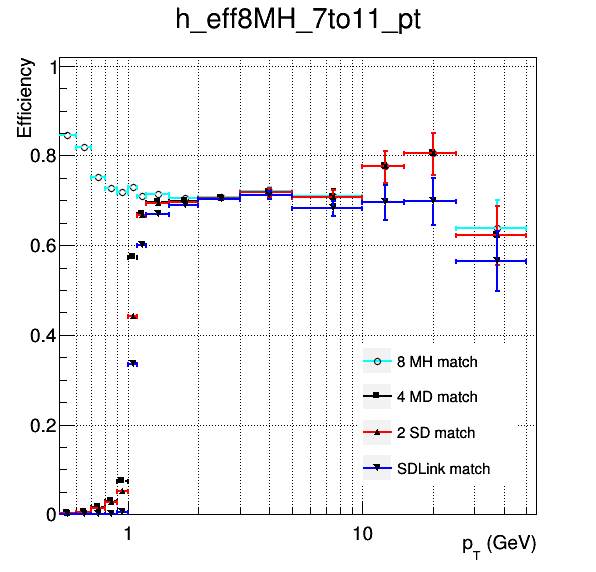 h_eff8MH_7to11_pt
Efficiency
1
0.8
0.6
0.4
0.2
0
8 MH match
4 MD match
2 SD match
SDLink match
1
10
p_T (GeV)